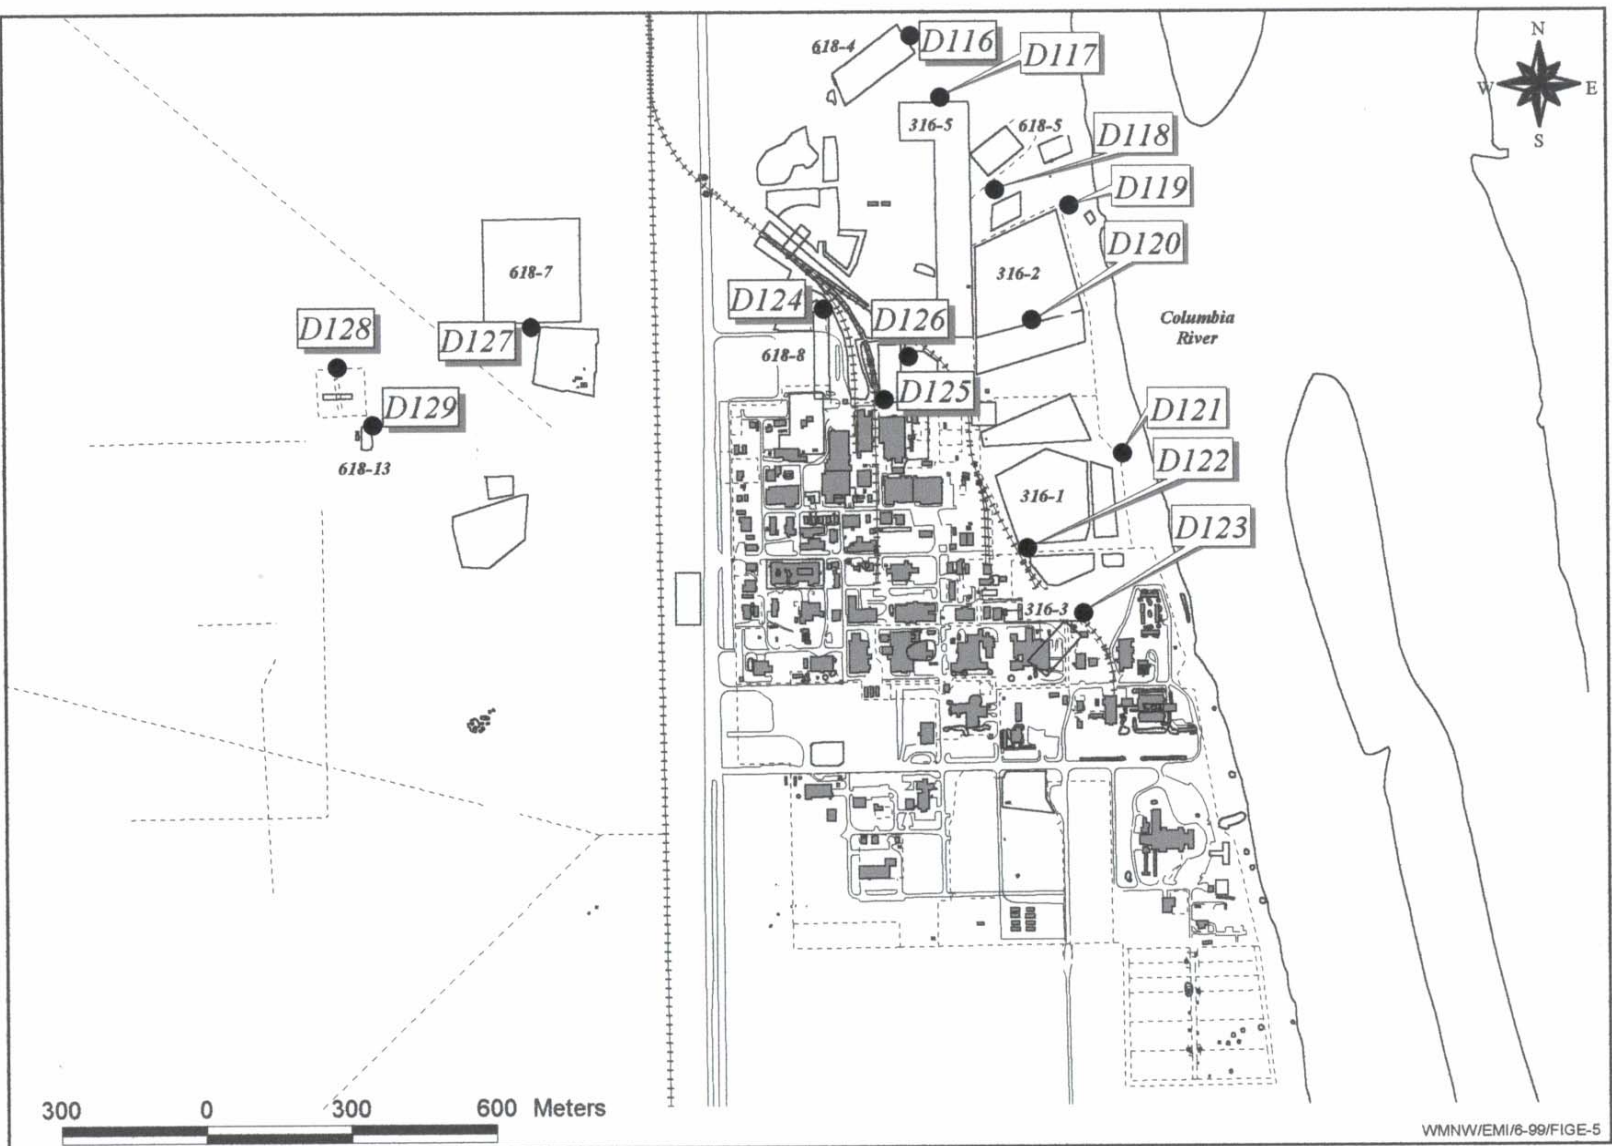 618-4
D116
D117
N
W
E
S
316-5
618-5
D118
D119
D120
618-7
316-2
D124
D126
Columbia
River
D128
D127
618-8
D125
D129
D121
618-13
D122
316-1
D123
316-3
300 0 300 600 Meters
WMNW/EMI/6-99/FIGE-5